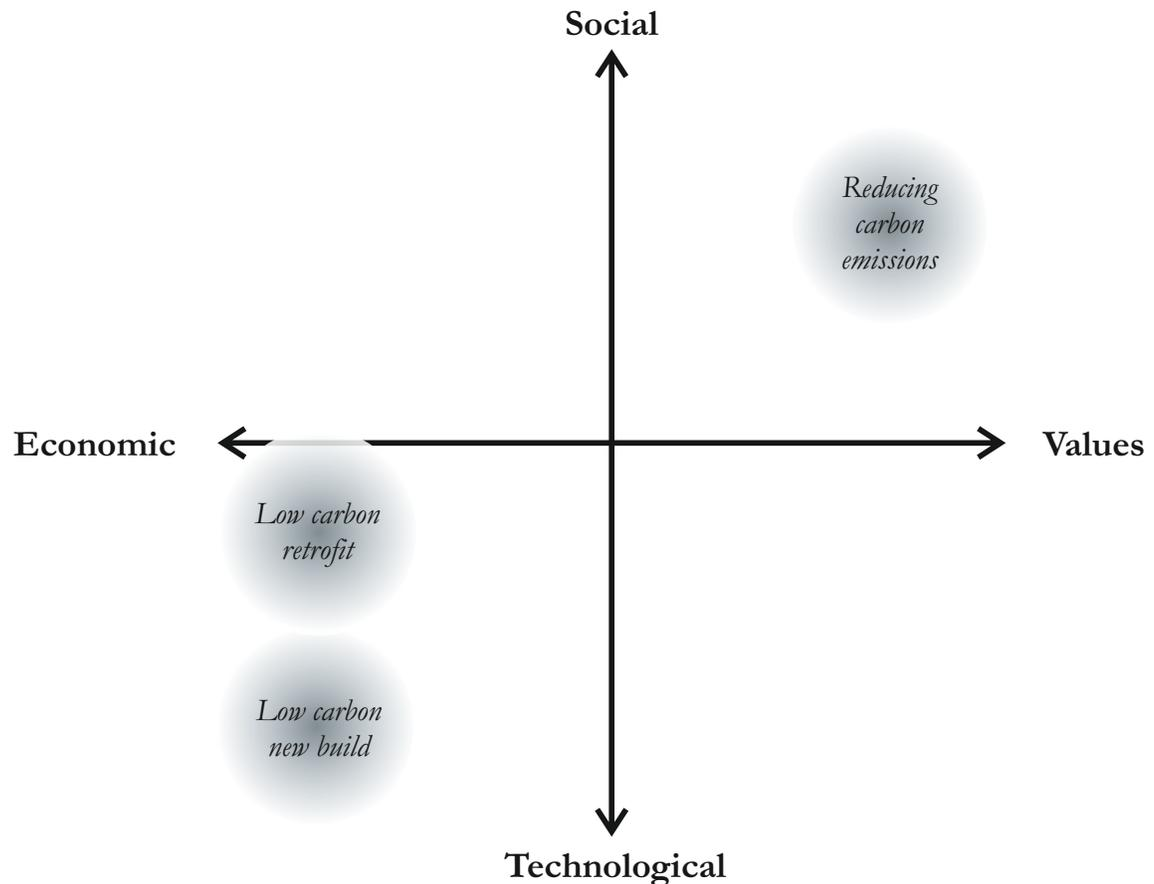 Social
Reducing
carbon
emissions
Economic
Values
Low carbon
retrofit
Low carbon
new build
Technological